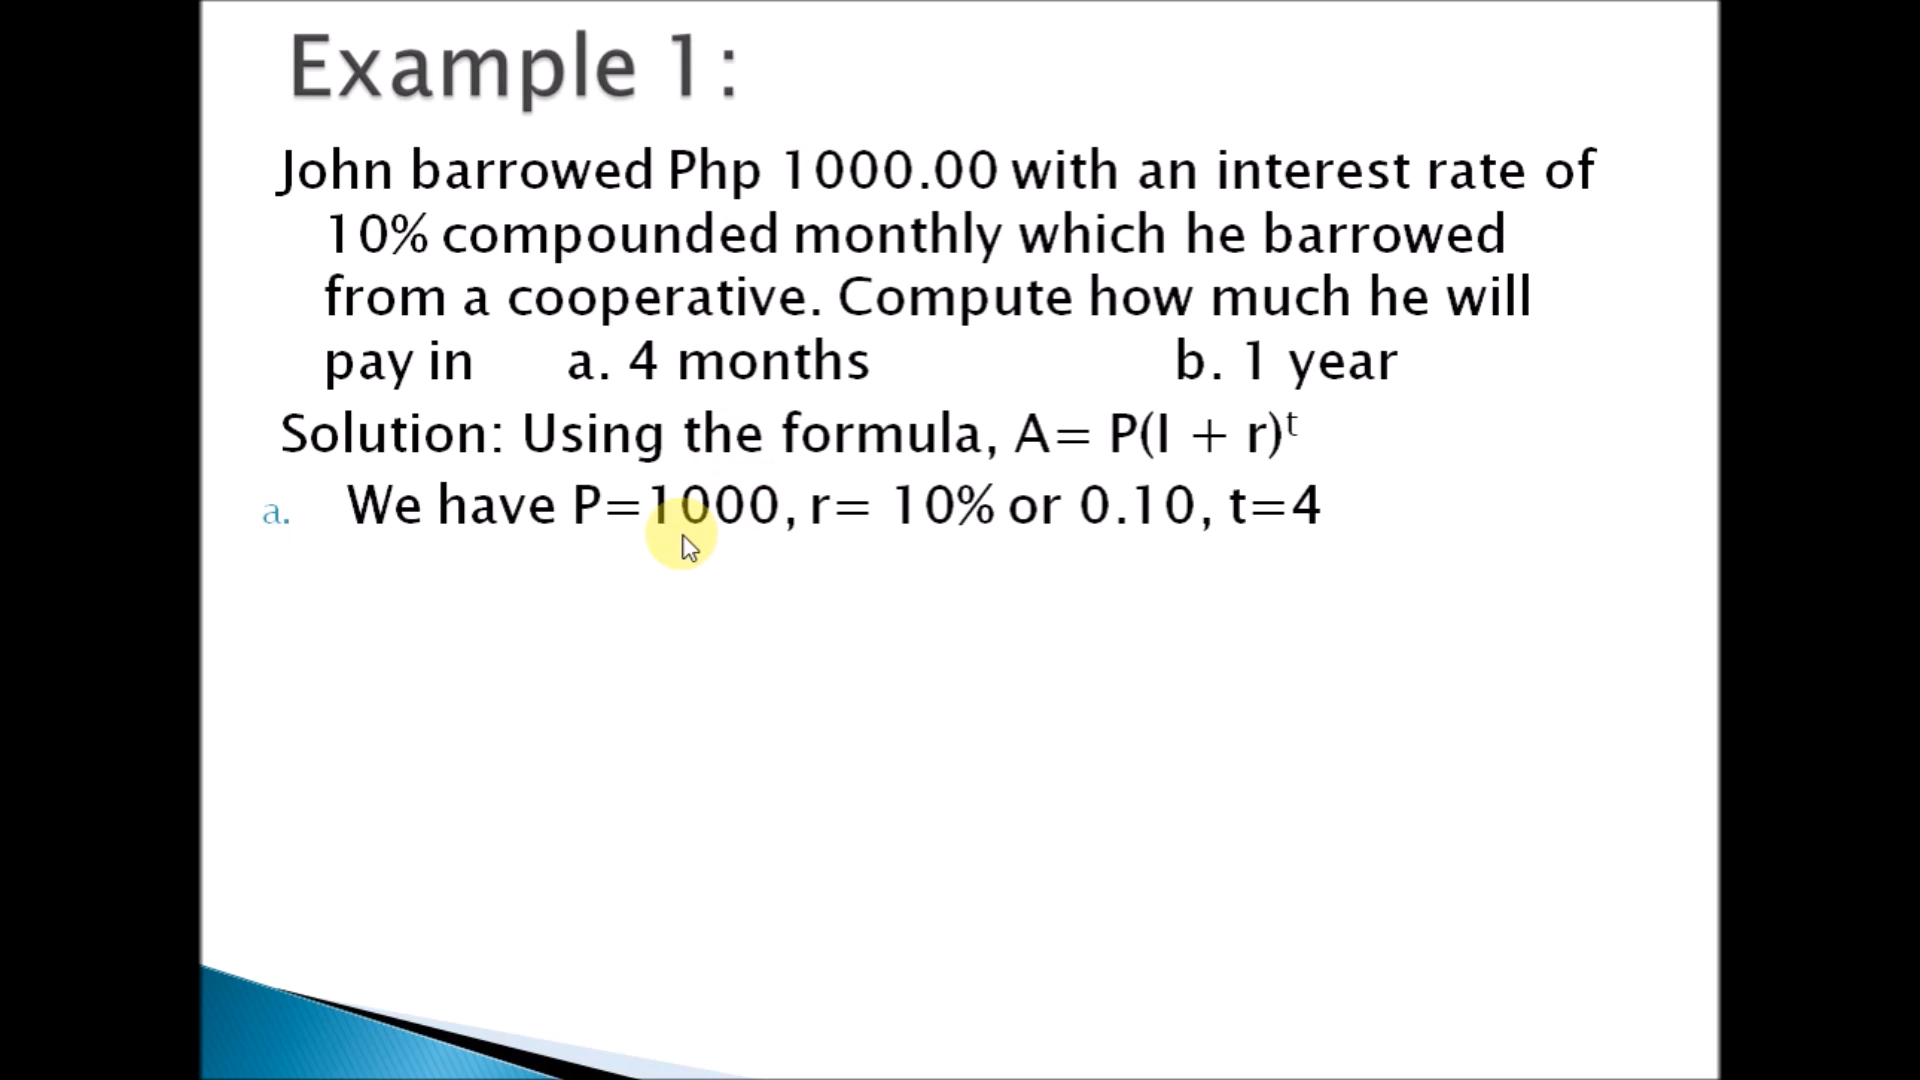 Example 1:
John barrowed Php 1000.00 with an interest rate of
10% compounded monthly which he barrowed
from a cooperative. Compute how much he will
pay in a. 4 months b. 1 year
Solution: Using the formula, A= P(I + r)ᵗ
a. We have P=1000, r= 10% or 0.10, t=4